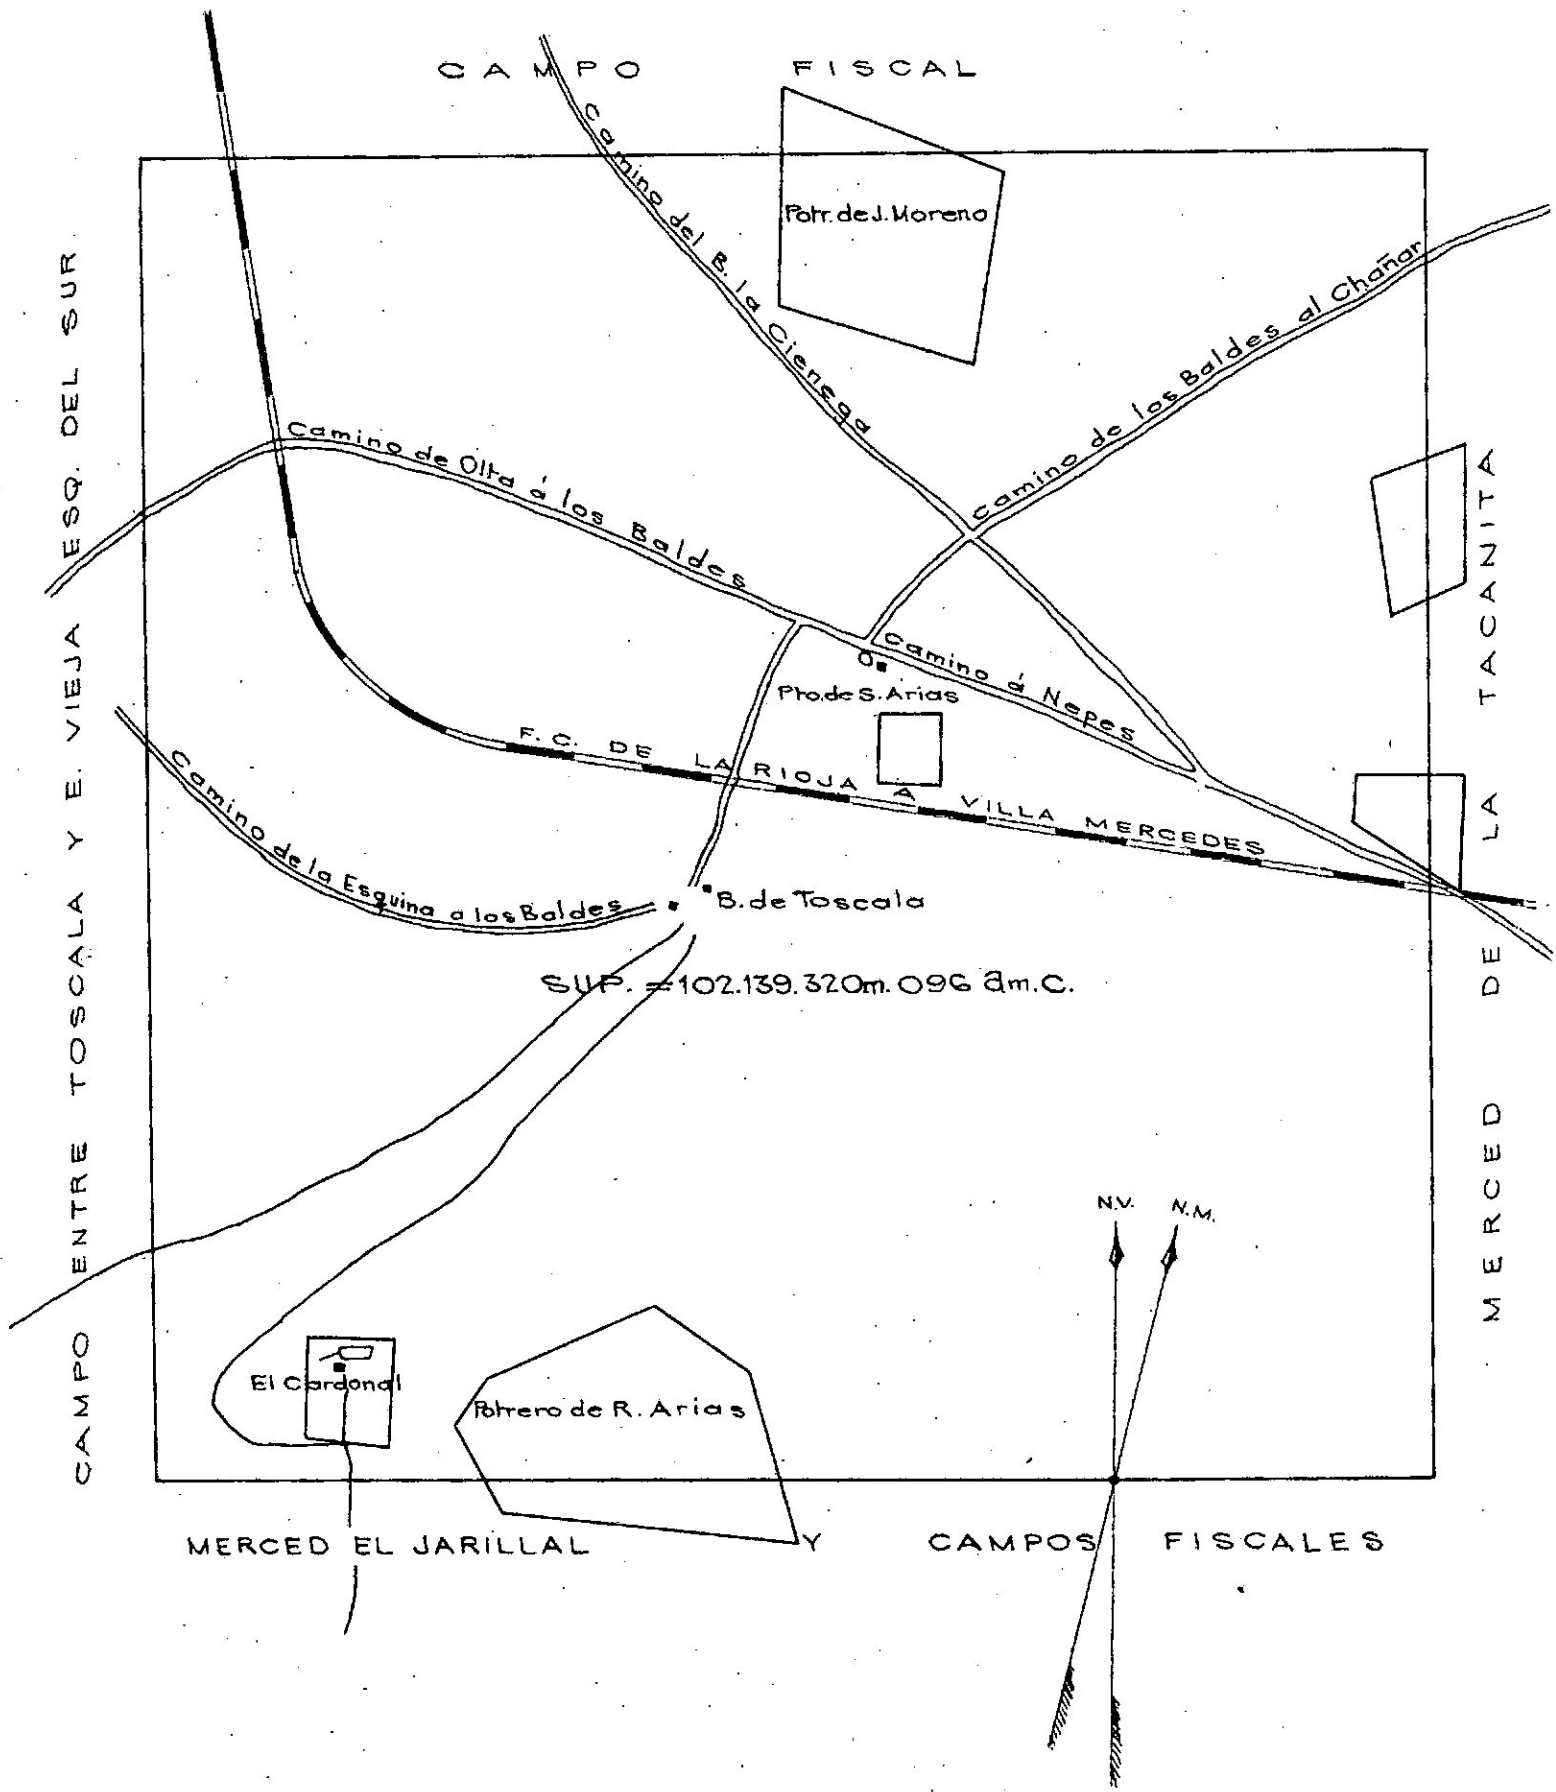 CAMPO FISCAL
Camino del B. la Cienega
Potr. de J. Moreno
Camino de los Baldes al Chañar
CAMPO ENTRE TOSCALA Y E. VIEJA ESQ. DEL SUR
Camino de Olta á los Baldes
Camino á Nepes
Pto. de S. Arias
F.C. DE LA RIOJA A VILLA MERCEDES
Camino de la Esquina a los Baldes
B. de Toscala
SUP. = 102.139.320m. 096 dm.c.
MERCED DE LA TACANITA
N.V. N.M.
El Cardonal
Potrero de R. Arias
MERCED EL JARILLAL Y CAMPOS FISCALES